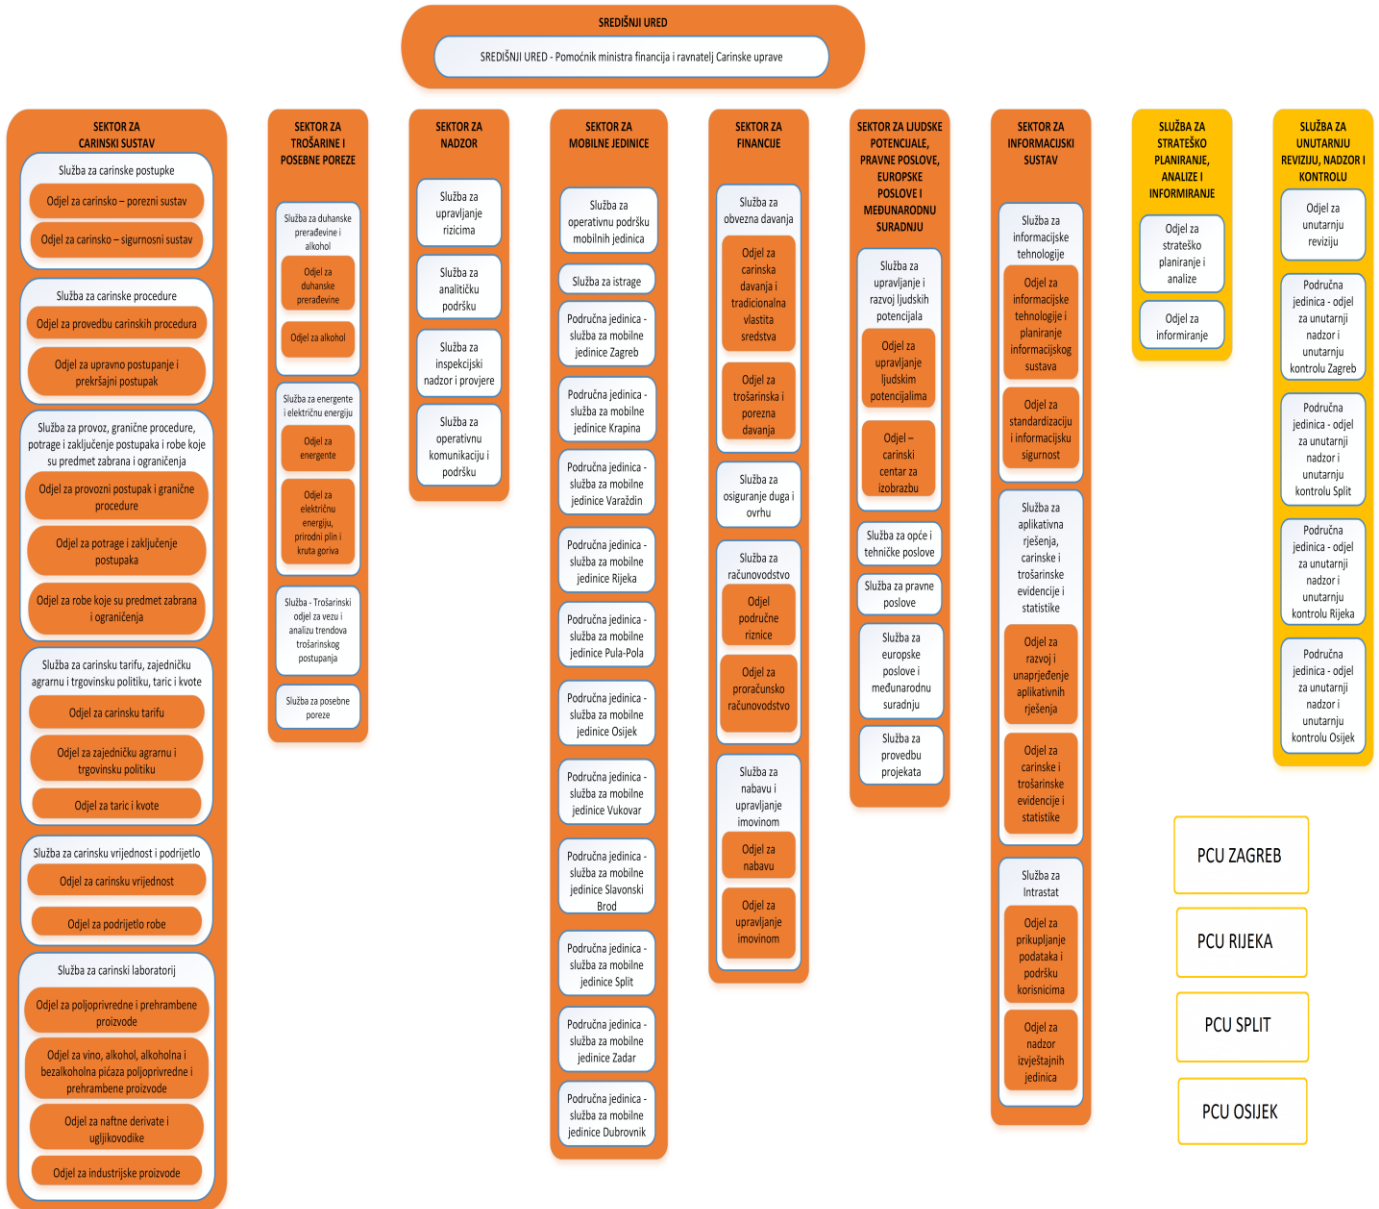 SREDIŠNJI URED
SREDIŠNJI URED - Pomoćnik ministra financija i ravnatelj Carinske uprave
SEKTOR ZA
CARINSKI SUSTAV
Služba za carinske postupke
Odjel za carinsko – porezni sustav
Odjel za carinsko – sigurnosni sustav
Služba za carinske procedure
Odjel za provedbu carinskih procedura
Odjel za upravno postupanje i
prekršajni postupak
Služba za provoz, granične procedure,
potrage i zaključenje postupaka i robe koje
su predmet zabrana i ograničenja
Odjel za provozni postupak i granične
procedure
Odjel za potrage i zaključenje
postupaka
Odjel za robe koje su predmet zabrana
i ograničenja
Služba za carinsku tarifu, zajedničku
agrarnu i trgovinsku politiku, taric i kvote
Odjel za carinsku tarifu
Odjel za zajedničku agrarnu i
trgovinsku politiku
Odjel za taric i kvote
Služba za carinsku vrijednost i podrijetlo
Odjel za carinsku vrijednost
Odjel za podrijetlo robe
Služba za carinski laboratorij
Odjel za poljoprivredne i prehrambene
proizvode
Odjel za vino, alkohol, alkoholna i
bezalkoholna pićaza poljoprivredne i
prehrambene proizvode
Odjel za naftne derivate i
ugljikovodike
Odjel za industrijske proizvode
SEKTOR ZA
TROŠARINE I
POSEBNE POREZE
Služba za duhanske
prerađevine i
alkohol
Odjel za
duhanske
prerađevine
Odjel za alkohol
Služba za energente
i električnu energiju
Odjel za
energente
Odjel za
električnu
energiju,
prirodni plin i
kruta goriva
Služba - Trošarinski
odjel za vezu i
analizu trendova
trošarinskog
postupanja
Služba za posebne
poreze
SEKTOR ZA
NADZOR
Služba za
upravljanje
rizicima
Služba za
analitičku
podršku
Služba za
inspekcijski
nadzor i provjere
Služba za
operativnu
komunikaciju i
podršku
SEKTOR ZA
MOBILNE JEDINICE
Služba za
operativnu podršku
mobilnih jedinica
Služba za istrage
Područna jedinica -
služba za mobilne
jedinice Zagreb
Područna jedinica -
služba za mobilne
jedinice Krapina
Područna jedinica -
služba za mobilne
jedinice Varaždin
Područna jedinica -
služba za mobilne
jedinice Rijeka
Područna jedinica -
služba za mobilne
jedinice Pula-Pola
Područna jedinica -
služba za mobilne
jedinice Osijek
Područna jedinica -
služba za mobilne
jedinice Vukovar
Područna jedinica -
služba za mobilne
jedinice Slavonski
Brod
Područna jedinica -
služba za mobilne
jedinice Split
Područna jedinica -
služba za mobilne
jedinice Zadar
Područna jedinica -
služba za mobilne
jedinice Dubrovnik
SEKTOR ZA
FINANCIJE
Služba za
obvezna davanja
Odjel za
carinska
davanja i
tradicionalna
vlastita
sredstva
Odjel za
trošarinska i
porezna
davanja
Služba za
osiguranje duga i
ovrhu
Služba za
računovodstvo
Odjel
područne
riznice
Odjel za
proračunsko
računovodstvo
Služba za
nabavu i
upravljanje
imovinom
Odjel za
nabavu
Odjel za
upravljanje
imovinom
SEKTOR ZA LJUDSKE
POTENCIJALE,
PRAVNE POSLOVE,
EUROPSKE
POSLOVE I
MEĐUNARODNU
SURADNJU
Služba za
upravljanje i
razvoj ljudskih
potencijala
Odjel za
upravljanje
ljudskim
potencijalima
Odjel –
carinski
centar za
izobrazbu
Služba za opće i
tehničke poslove
Služba za pravne
poslove
Služba za
europske
poslove i
međunarodnu
suradnju
Služba za
provedbu
projekata
SEKTOR ZA
INFORMACIJSKI
SUSTAV
Služba za
informacijske
tehnologije
Odjel za
informacijske
tehnologije i
planiranje
informacijskog
sustava
Odjel za
standardizaciju
i informacijsku
sigurnost
Služba za
aplikativna
rješenja,
carinske i
trošarinske
evidencije i
statistike
Odjel za
razvoj i
unaprjeđenje
aplikativnih
rješenja
Odjel za
carinske i
trošarinske
evidencije i
statistike
Služba za
Intrastat
Odjel za
prikupljanje
podataka i
podršku
korisnicima
Odjel za
nadzor
izvještajnih
jedinica
SLUŽBA ZA
STRATEŠKO
PLANIRANJE,
ANALIZE I
INFORMIRANJE
Odjel za
strateško
planiranje i
analize
Odjel za
informiranje
SLUŽBA ZA
UNUTARNJU
REVIZIJU, NADZOR I
KONTROLU
Odjel za
unutarnju
reviziju
Područna
jedinica - odjel
za unutarnji
nadzor i
unutarnju
kontrolu Zagreb
Područna
jedinica - odjel
za unutarnji
nadzor i
unutarnju
kontrolu Split
Područna
jedinica - odjel
za unutarnji
nadzor i
unutarnju
kontrolu Rijeka
Područna
jedinica - odjel
za unutarnji
nadzor i
unutarnju
kontrolu Osijek
PCU ZAGREB
PCU RIJEKA
PCU SPLIT
PCU OSIJEK